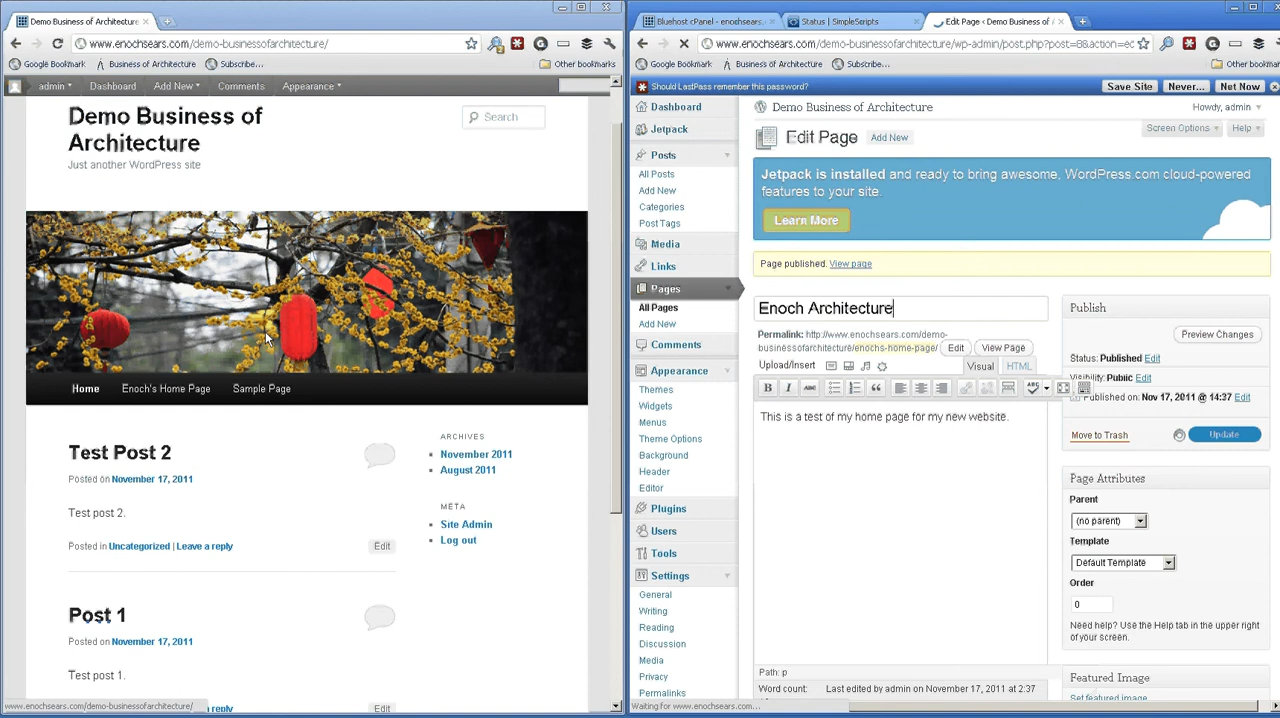 Demo Business of Architecture
www.enochsears.com/demo-businessofarchitecture/
Google Bookmark
Business of Architecture
Subscribe...
Other bookmarks
admin
Dashboard
Add New
Comments
Appearance
Demo Business of
Architecture
Just another WordPress site
Search
Home
Enoch's Home Page
Sample Page
Test Post 2
Posted on November 17, 2011
Test post 2.
Posted in Uncategorized | Leave a reply
Edit
Post 1
Posted on November 17, 2011
Test post 1.
a reply
Edit
ARCHIVES
November 2011
August 2011
META
Site Admin
Log out
www.enochsears.com/demo-businessofarchitecture/
Bluehost cPanel - enochsears.
Status | SimpleScripts
Edit Page < Demo Business of A
www.enochsears.com/demo-businessofarchitecture/wp-admin/post.php?post=8&action=ec
Google Bookmark
Business of Architecture
Subscribe...
Other bookmar
Should LastPass remember this password?
Save Site
Never...
Not Now
Dashboard
Jetpack
Posts
All Posts
Add New
Categories
Post Tags
Media
Links
Pages
All Pages
Add New
Comments
Appearance
Themes
Widgets
Menus
Theme Options
Background
Header
Editor
Plugins
Users
Tools
Settings
General
Writing
Reading
Discussion
Media
Privacy
Permalinks
Waiting for www.enochsears.com...
Demo Business of Architecture
Howdy, admin
Edit Page
Add New
Screen Options
Help
Jetpack is installed and ready to bring awesome, WordPress.com cloud-powered
features to your site.
Learn More
Page published. View page
Enoch Architecture
Permalink: http://www.enochsears.com/demo-
businessofarchitecture/enochs-home-page/
Edit
View Page
Upload/Insert
Visual
HTML
B
I
ABC
This is a test of my home page for my new website.
Path: p
Word count:
Last edited by admin on November 17, 2011 at 2:37
Publish
Preview Changes
Status: Published Edit
Visibility: Public Edit
Published on: Nov 17, 2011 @ 14:37 Edit
Move to Trash
Update
Page Attributes
Parent
(no parent)
Template
Default Template
Order
0
Need help? Use the Help tab in the upper right
of your screen.
Featured Image
Set featured image